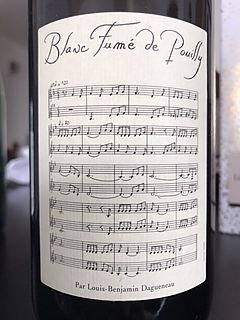 Blanc Fumé de Pouilly
Par Louis-Benjamin Dagueneau